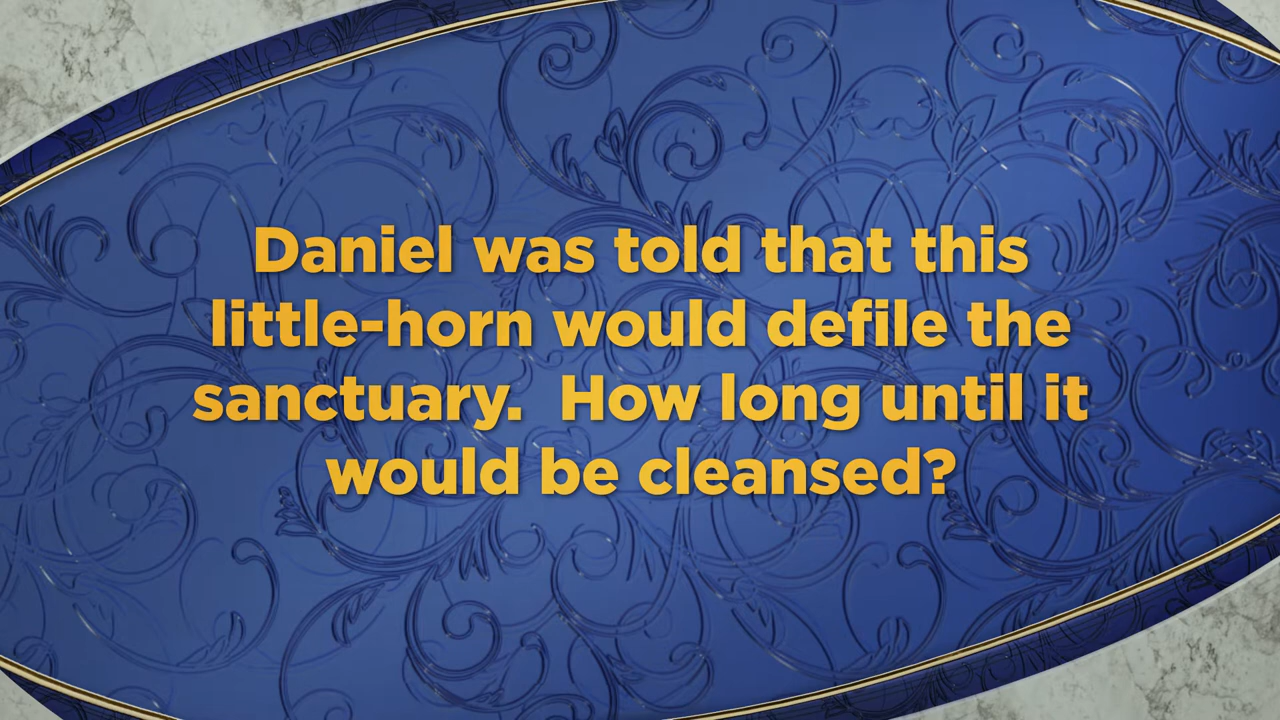 Daniel was told that this
little-horn would defile the
sanctuary.  How long until it
would be cleansed?